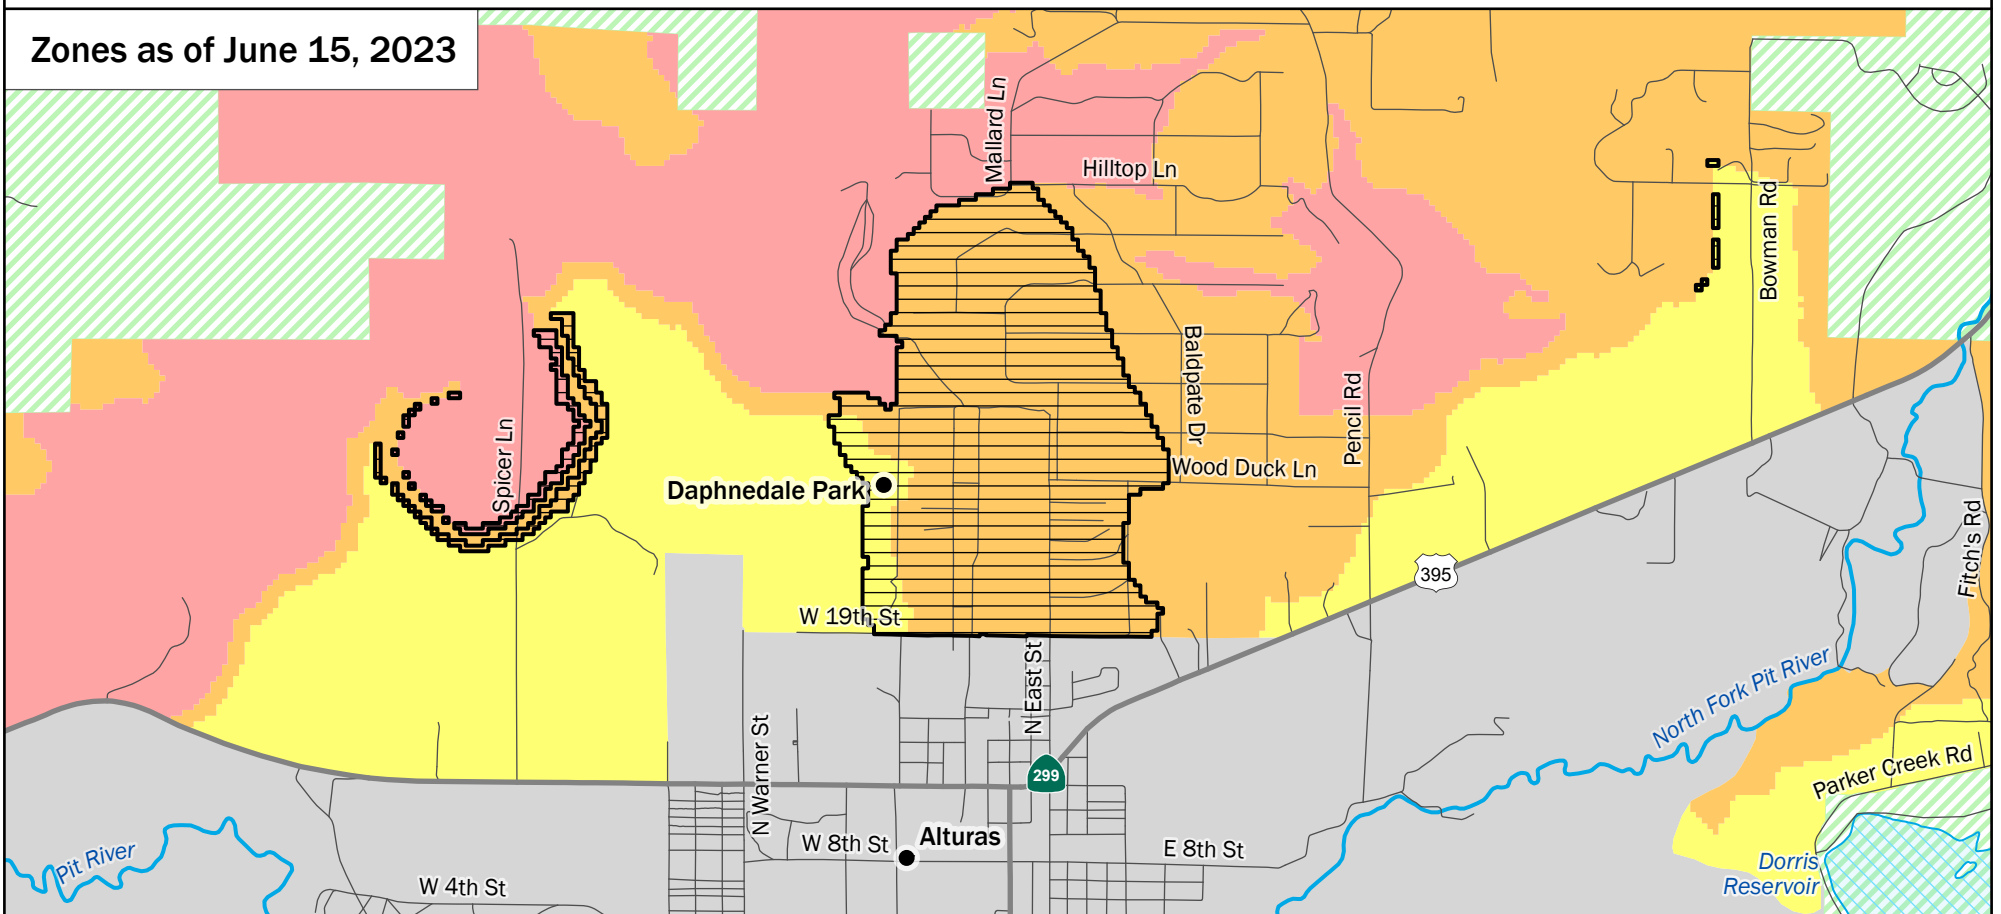 Zones as of June 15, 2023
Mallard Ln
Hilltop Ln
Bowman Rd
Baldpate Dr
Pencil Rd
Spicer Ln
Wood Duck Ln
Daphnedale Park
395
Fitch's Rd
W 19th St
N East St
North Fork Pit River
N Warner St
299
Parker Creek Rd
Alturas
W 8th St
E 8th St
Pit River
Dorris
Reservoir
W 4th St